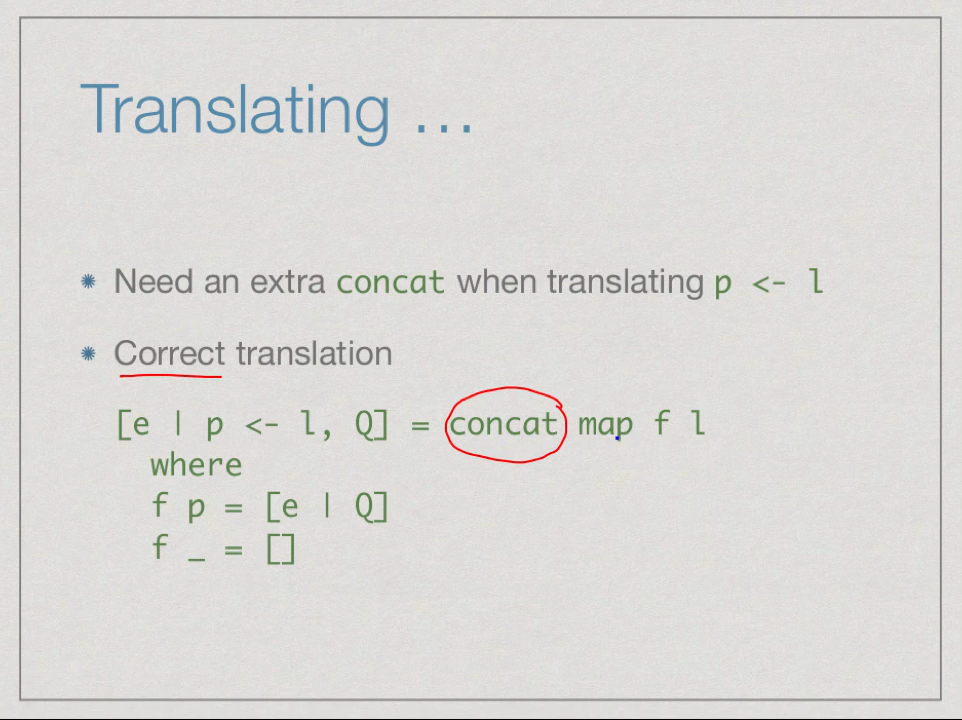 Translating …
Need an extra concat when translating p <- l
Correct translation
[e | p <- l, Q] = concat map f l
where
f p = [e | Q]
f _ = []